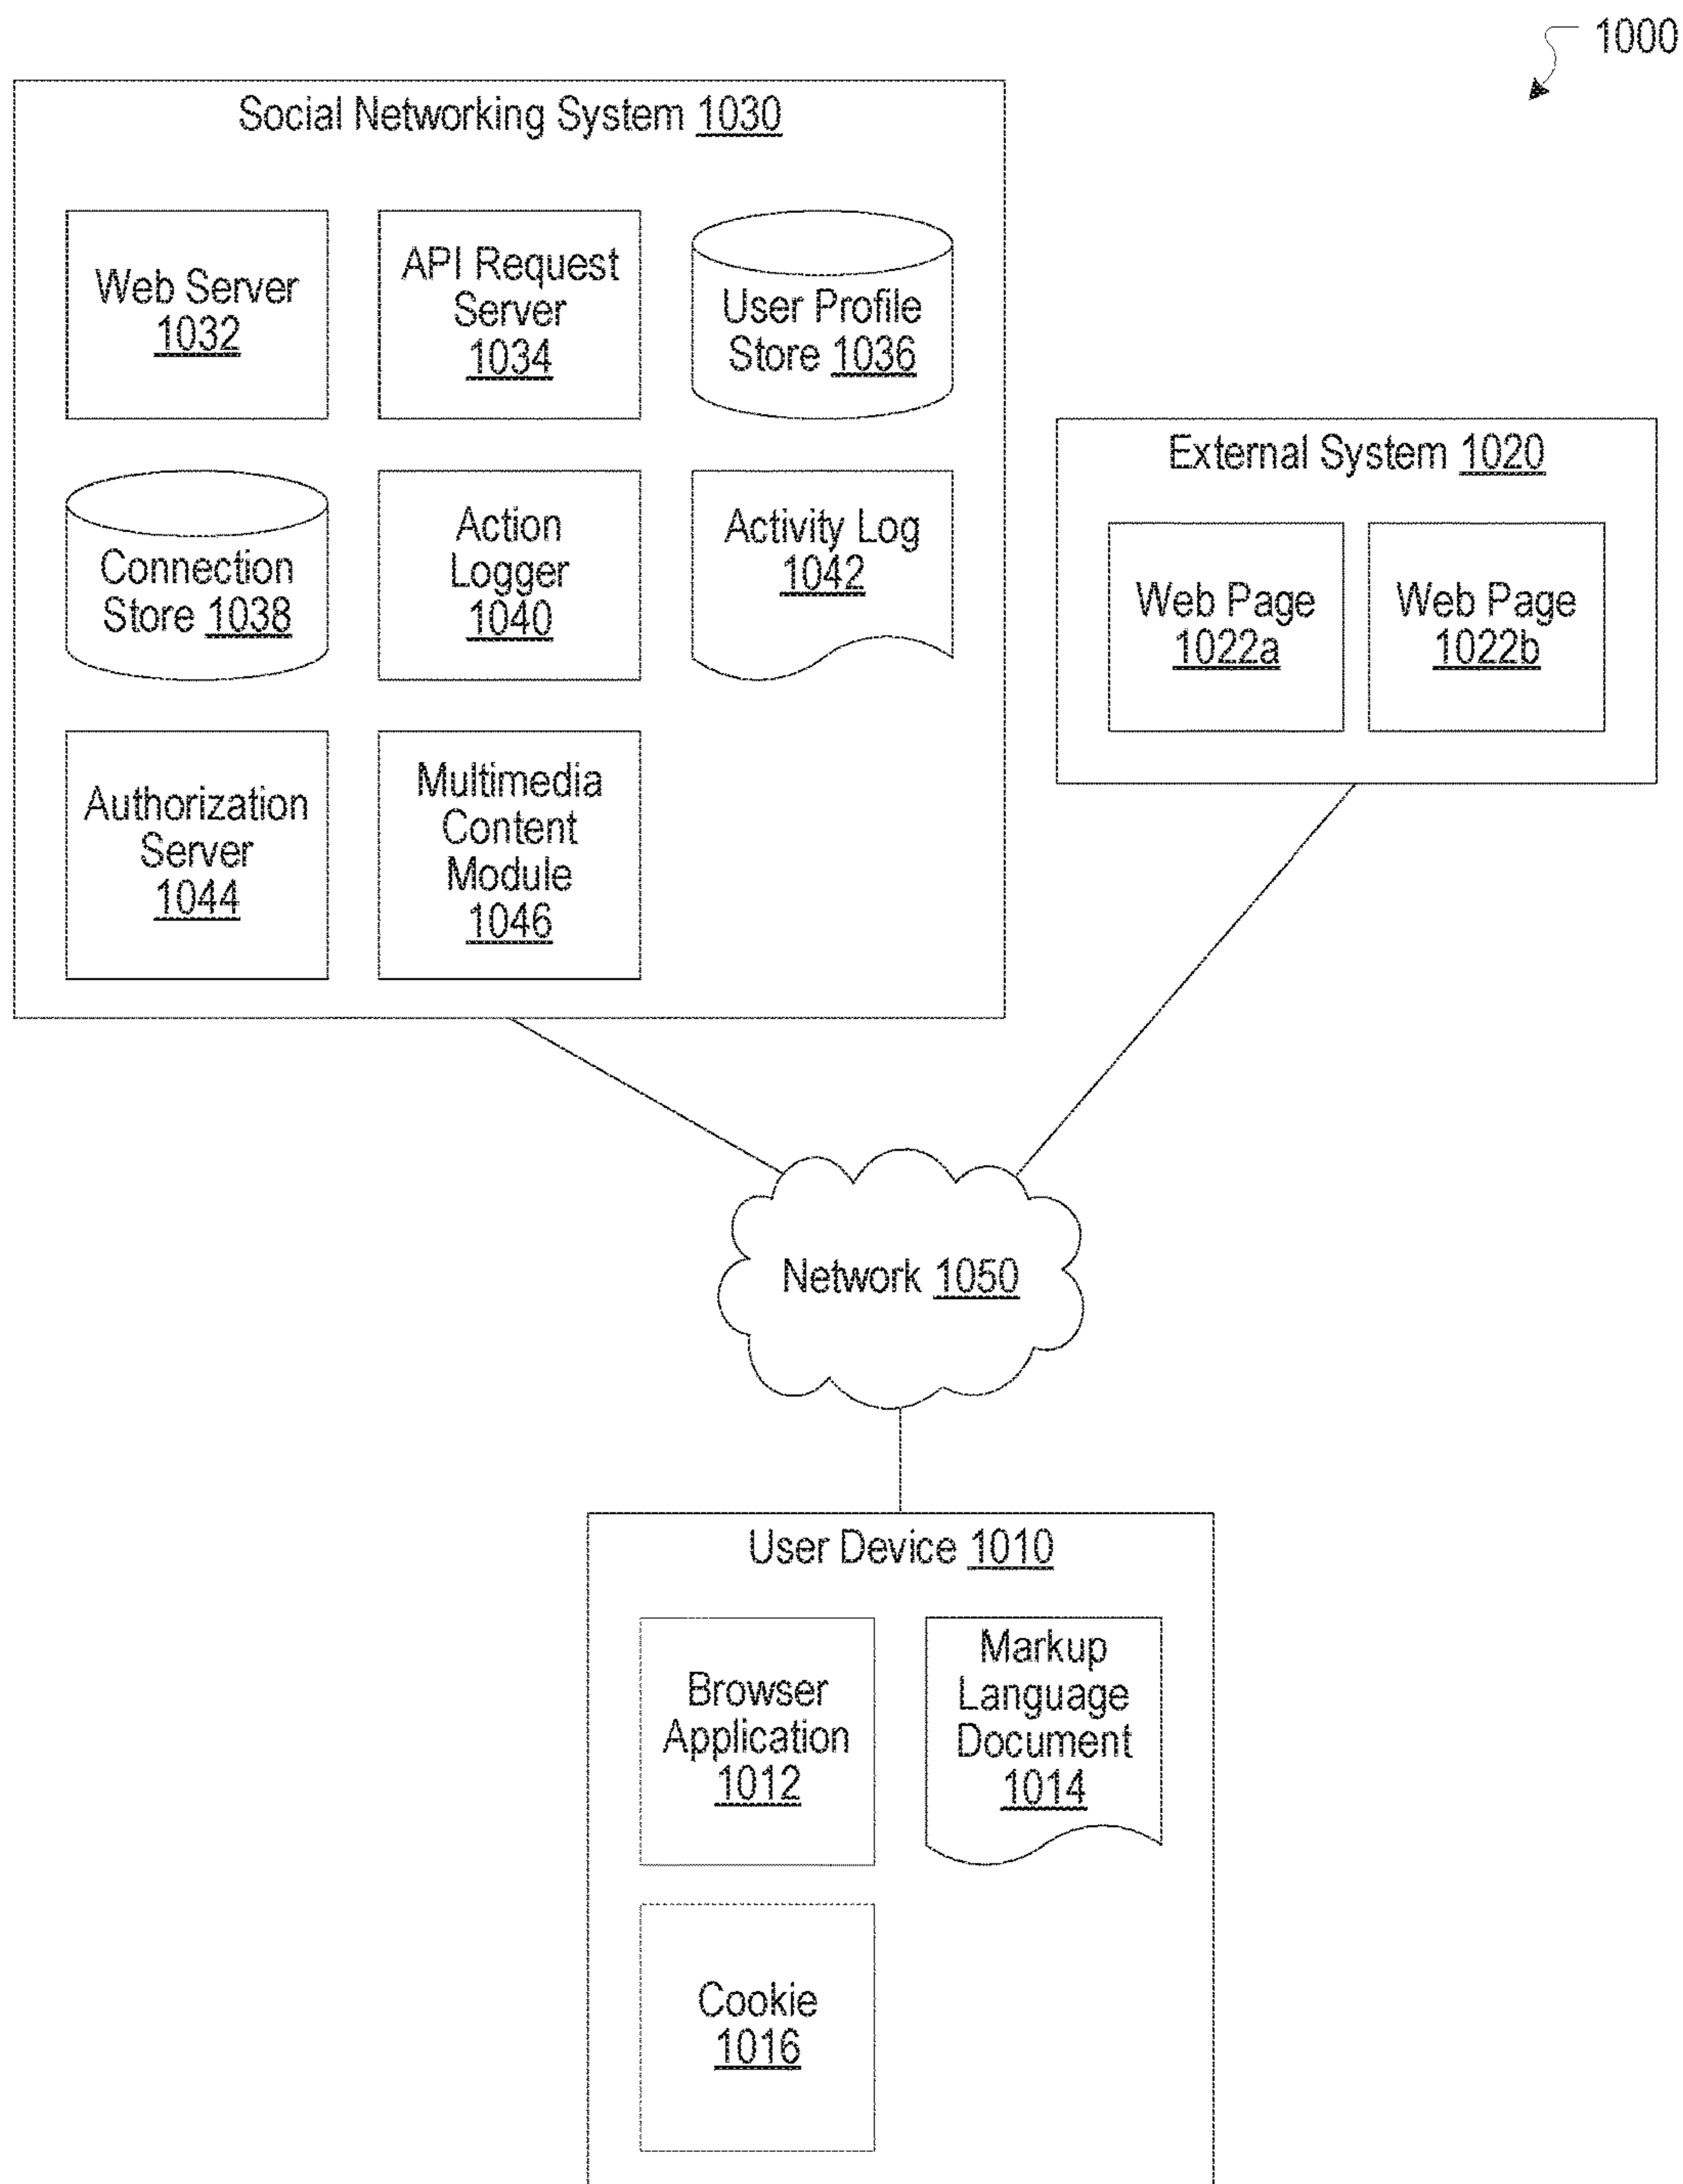 1000
Social Networking System 1030
Web Server
1032
API Request
Server
1034
User Profile
Store 1036
Connection
Store 1038
Action
Logger
1040
Activity Log
1042
Authorization
Server
1044
Multimedia
Content
Module
1046
External System 1020
Web Page
1022a
Web Page
1022b
Network 1050
User Device 1010
Browser
Application
1012
Markup
Language
Document
1014
Cookie
1016